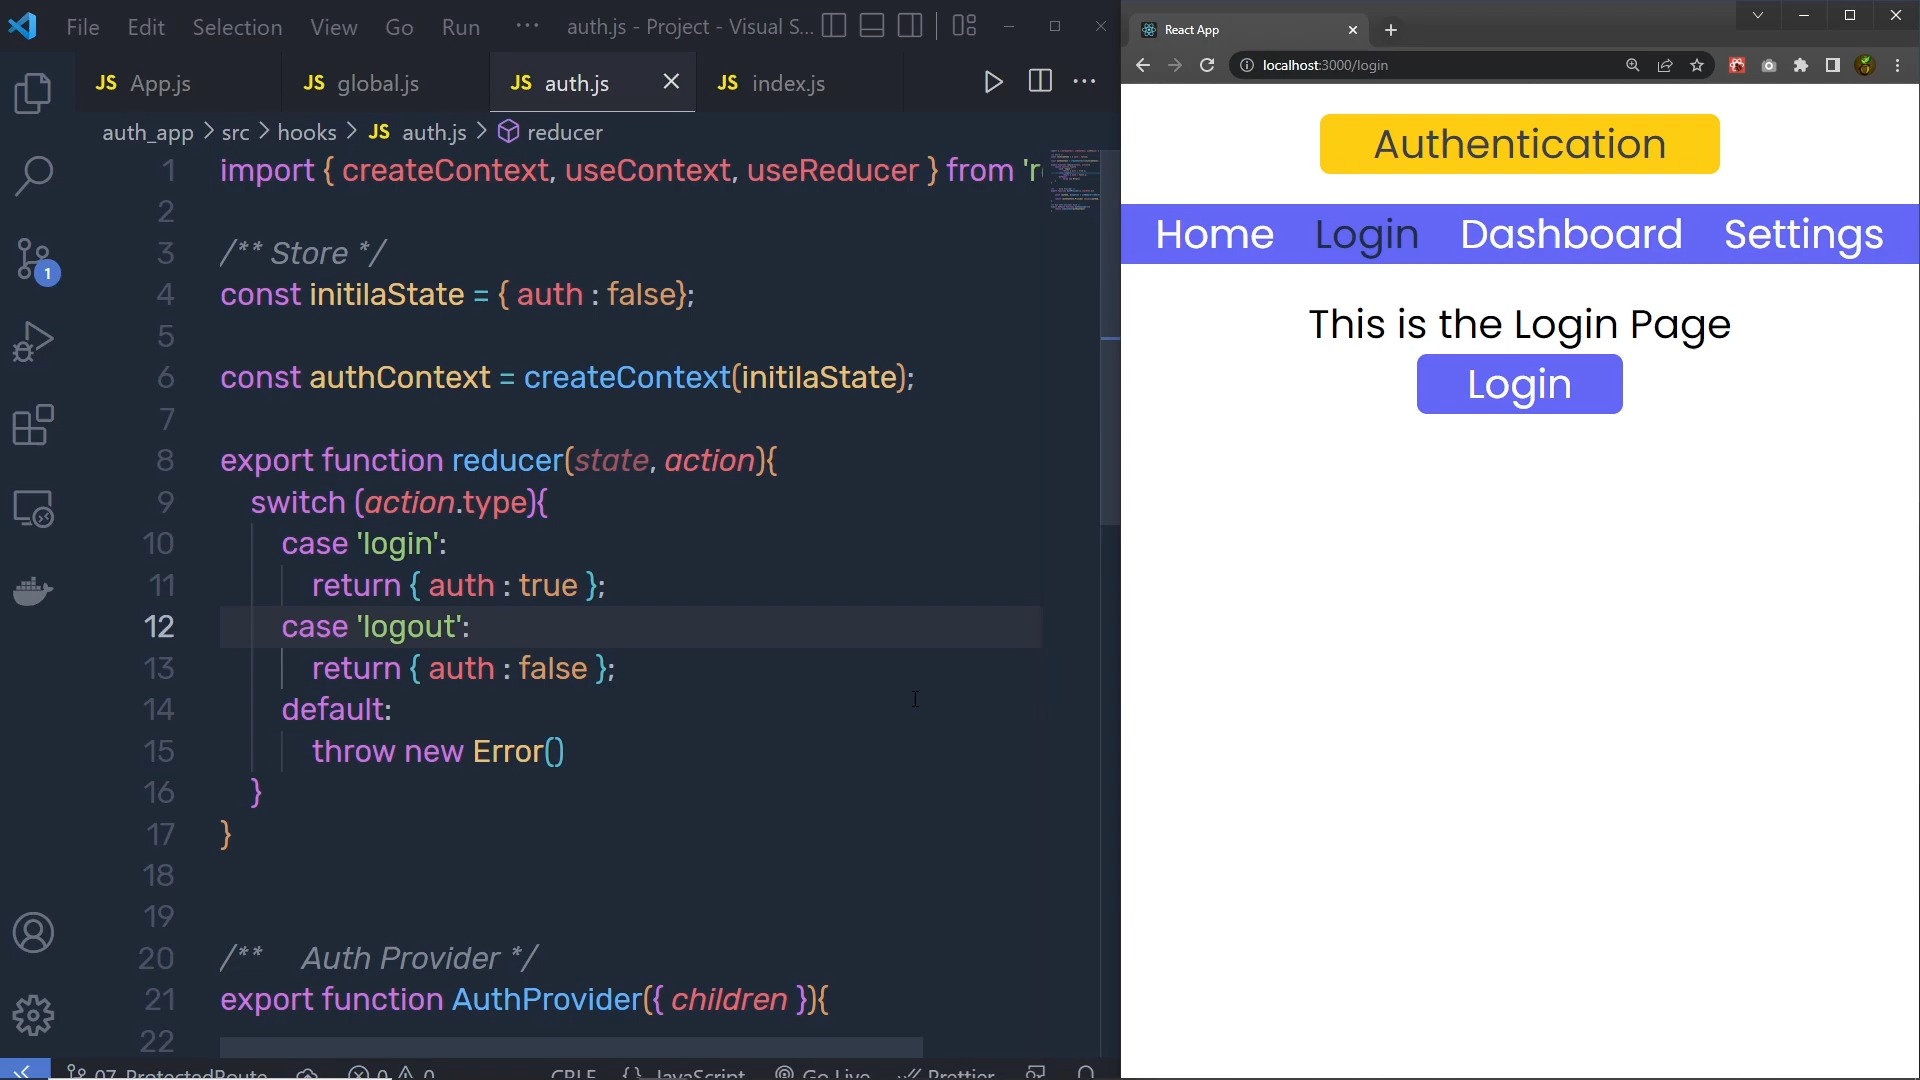 File Edit Selection View Go Run ··· auth.js - Project - Visual S...
JS App.js JS global.js JS auth.js JS index.js
auth_app > src > hooks > JS auth.js > reducer
1 import { createContext, useContext, useReducer } from 'r
2
3 /** Store */
4 const initilaState = { auth : false};
5
6 const authContext = createContext(initilaState);
7
8 export function reducer(state, action){
9 switch (action.type){
10 case 'login':
11 return { auth : true };
12 case 'logout':
13 return { auth : false };
14 default:
15 throw new Error()
16 }
17 }
18
19
20 /** Auth Provider */
21 export function AuthProvider({ children }){
22
1
07_ProtectedRoute 0 0 CRLF {} JavaScript Go Live Prettier
React App
localhost:3000/login
Authentication
Home Login Dashboard Settings
This is the Login Page
Login